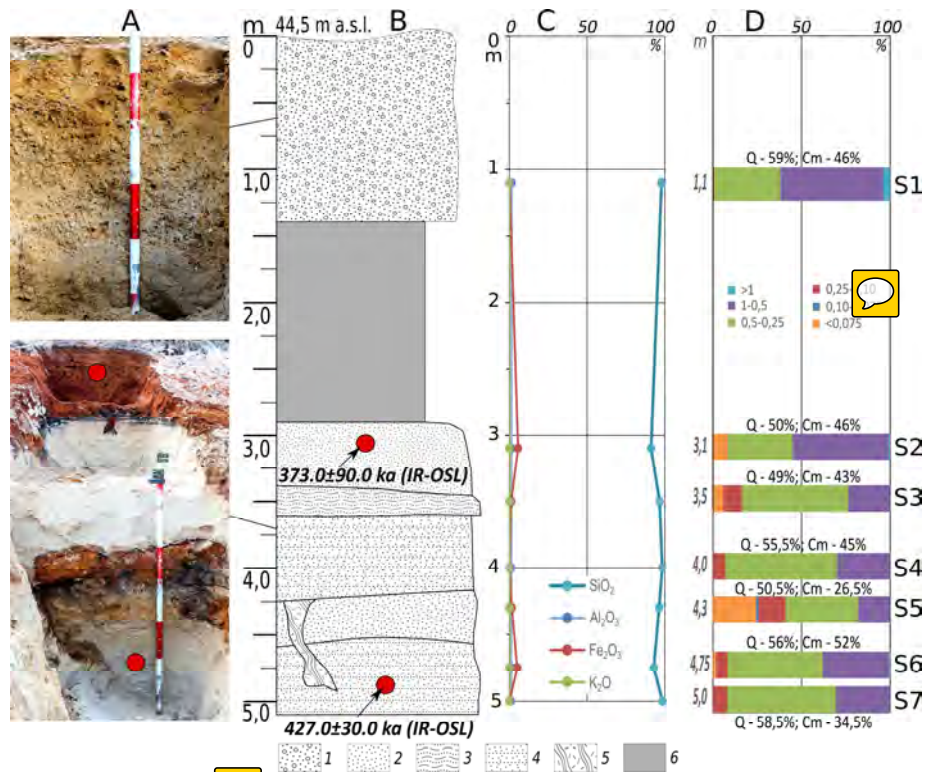 A
B
C
D
m
44,5 m a.s.l.
0
1,0
2,0
3,0
4,0
5,0
373.0±90.0 ka (IR-OSL)
427.0±30.0 ka (IR-OSL)
0
m
50
100
%
1
2
3
4
5
SiO₂
Al₂O₃
Fe₂O₃
K₂O
m
0
50
100
%
Q - 59%; Cm - 46%
1,1
S1
>1
1-0,5
0,5-0,25
0,25-
10
0,10-
<0,075
Q - 50%; Cm - 46%
3,1
S2
Q - 49%; Cm - 43%
3,5
S3
Q - 55,5%; Cm - 45%
4,0
S4
Q - 50,5%; Cm - 26,5%
4,3
S5
Q - 56%; Cm - 52%
4,75
S6
5,0
S7
Q - 58,5%; Cm - 34,5%
1 2 3 4 5 6